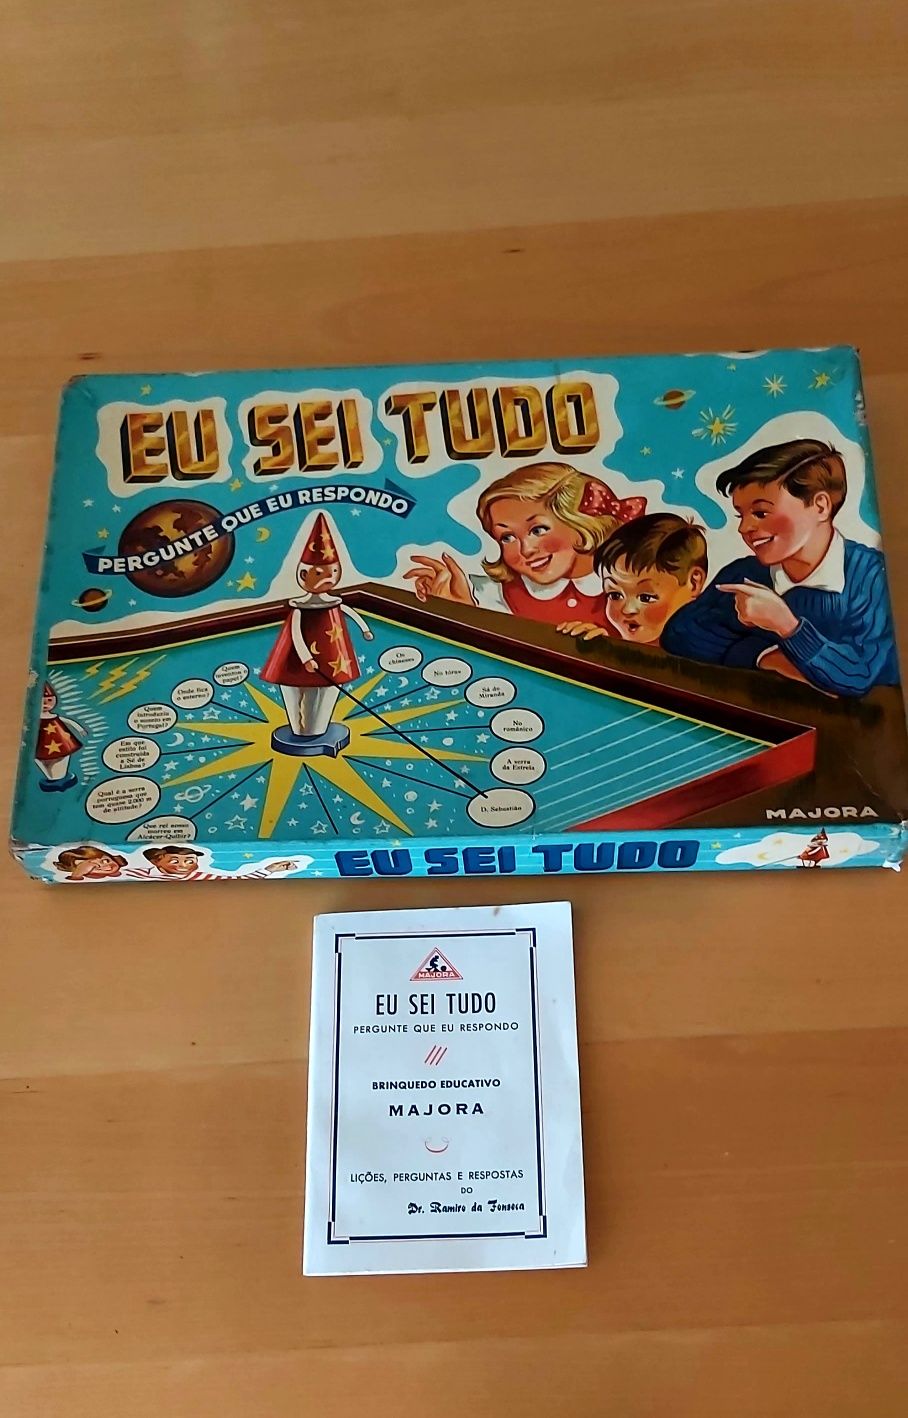 EU SEI TUDO
PERGUNTE QUE EU RESPONDO
Quem
inventou o
papel?
Onde fica
o esterno?
Quem
introduziu
o soneto em
Portugal?
Em que
estilo foi
construida
a Sé de
Lisboa?
Qual é a serra
portuguesa que
tem quase 2.000 m
de altitude?
Que rei nosso
morreu em
Alcácer-Quibir?
Os
chineses
No tórax
Sá de
Miranda
No
românico
A serra
da Estrela
D. Sebastião
MAJORA
EU SEI TUDO
MAJORA
EU SEI TUDO
PERGUNTE QUE EU RESPONDO
BRINQUEDO EDUCATIVO
MAJORA
LIÇÕES, PERGUNTAS E RESPOSTAS
DO
Dr. Ramiro da Fonseca